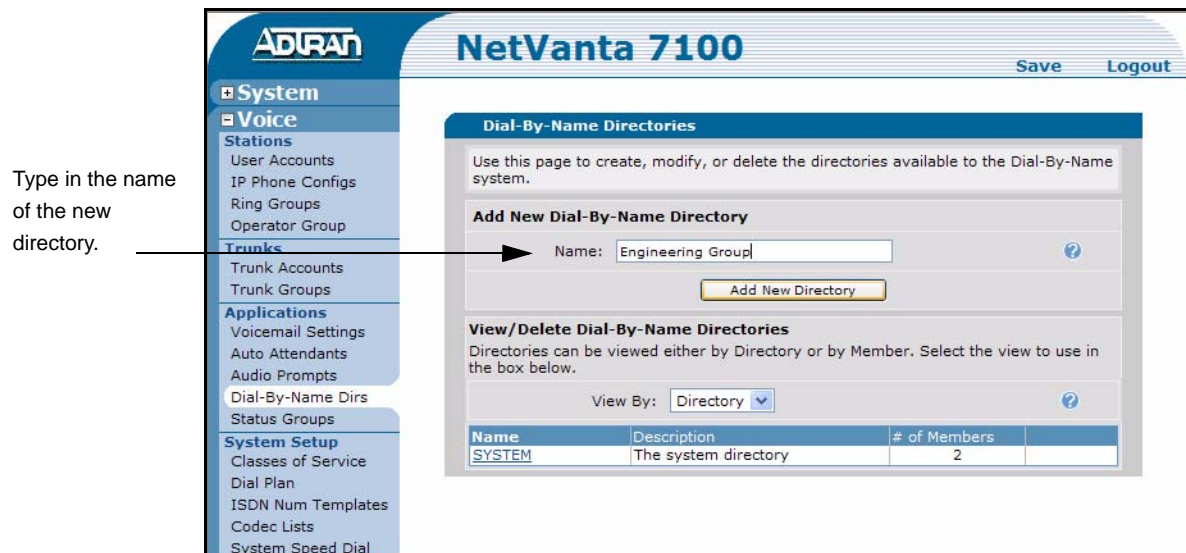 Type in the name
of the new
directory.
ADTRAN
NetVanta 7100
Save Logout
System
Voice
Stations
User Accounts
IP Phone Configs
Ring Groups
Operator Group
Trunks
Trunk Accounts
Trunk Groups
Applications
Voicemail Settings
Auto Attendants
Audio Prompts
Dial-By-Name Dirs
Status Groups
System Setup
Classes of Service
Dial Plan
ISDN Num Templates
Codec Lists
System Speed Dial
Dial-By-Name Directories
Use this page to create, modify, or delete the directories available to the Dial-By-Name
system.
Add New Dial-By-Name Directory
Name: Engineering Group
Add New Directory
View/Delete Dial-By-Name Directories
Directories can be viewed either by Directory or by Member. Select the view to use in
the box below.
View By: Directory
Name Description # of Members
SYSTEM The system directory 2